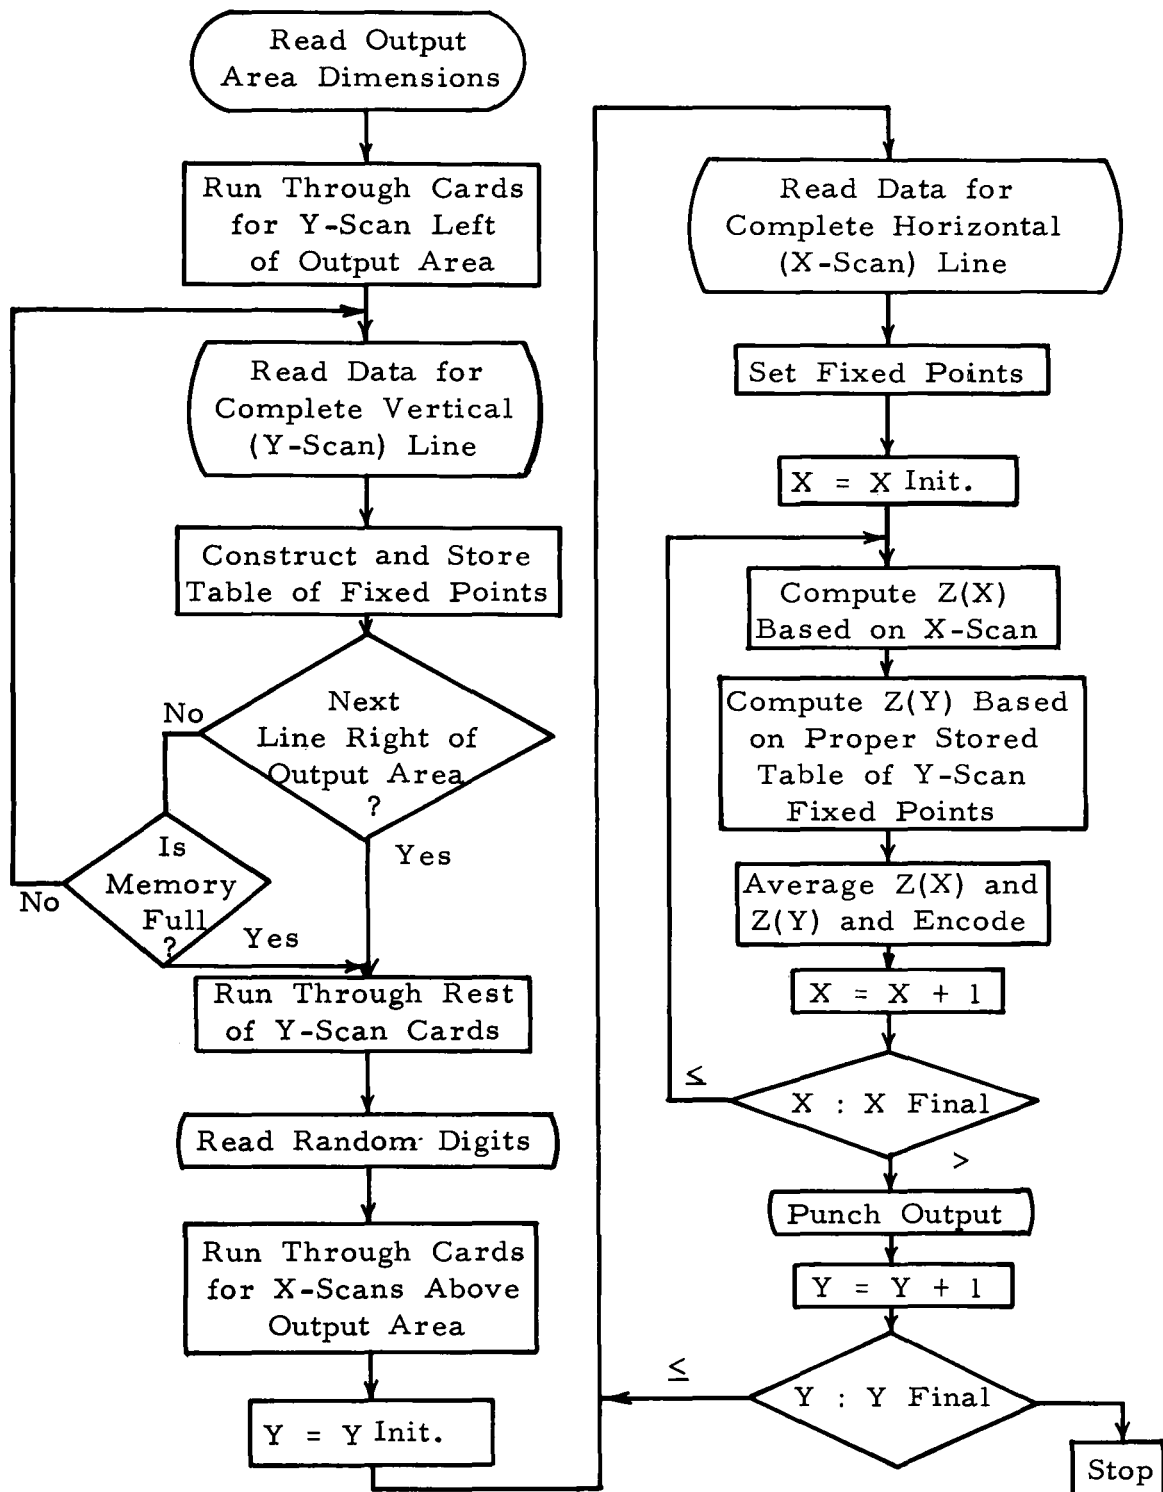 Read Output
Area Dimensions
Run Through Cards
for Y-Scan Left
of Output Area
Read Data for
Complete Vertical
(Y-Scan) Line
Construct and Store
Table of Fixed Points
Next
Line Right of
Output Area
?
No
Yes
Is
Memory
Full
?
No
Yes
Run Through Rest
of Y-Scan Cards
Read Random Digits
Run Through Cards
for X-Scans Above
Output Area
Y = Y Init.
Read Data for
Complete Horizontal
(X-Scan) Line
Set Fixed Points
X = X Init.
Compute Z(X)
Based on X-Scan
Compute Z(Y) Based
on Proper Stored
Table of Y-Scan
Fixed Points
Average Z(X) and
Z(Y) and Encode
X = X + 1
≤
X : X Final
>
Punch Output
Y = Y + 1
≤
Y : Y Final
Stop